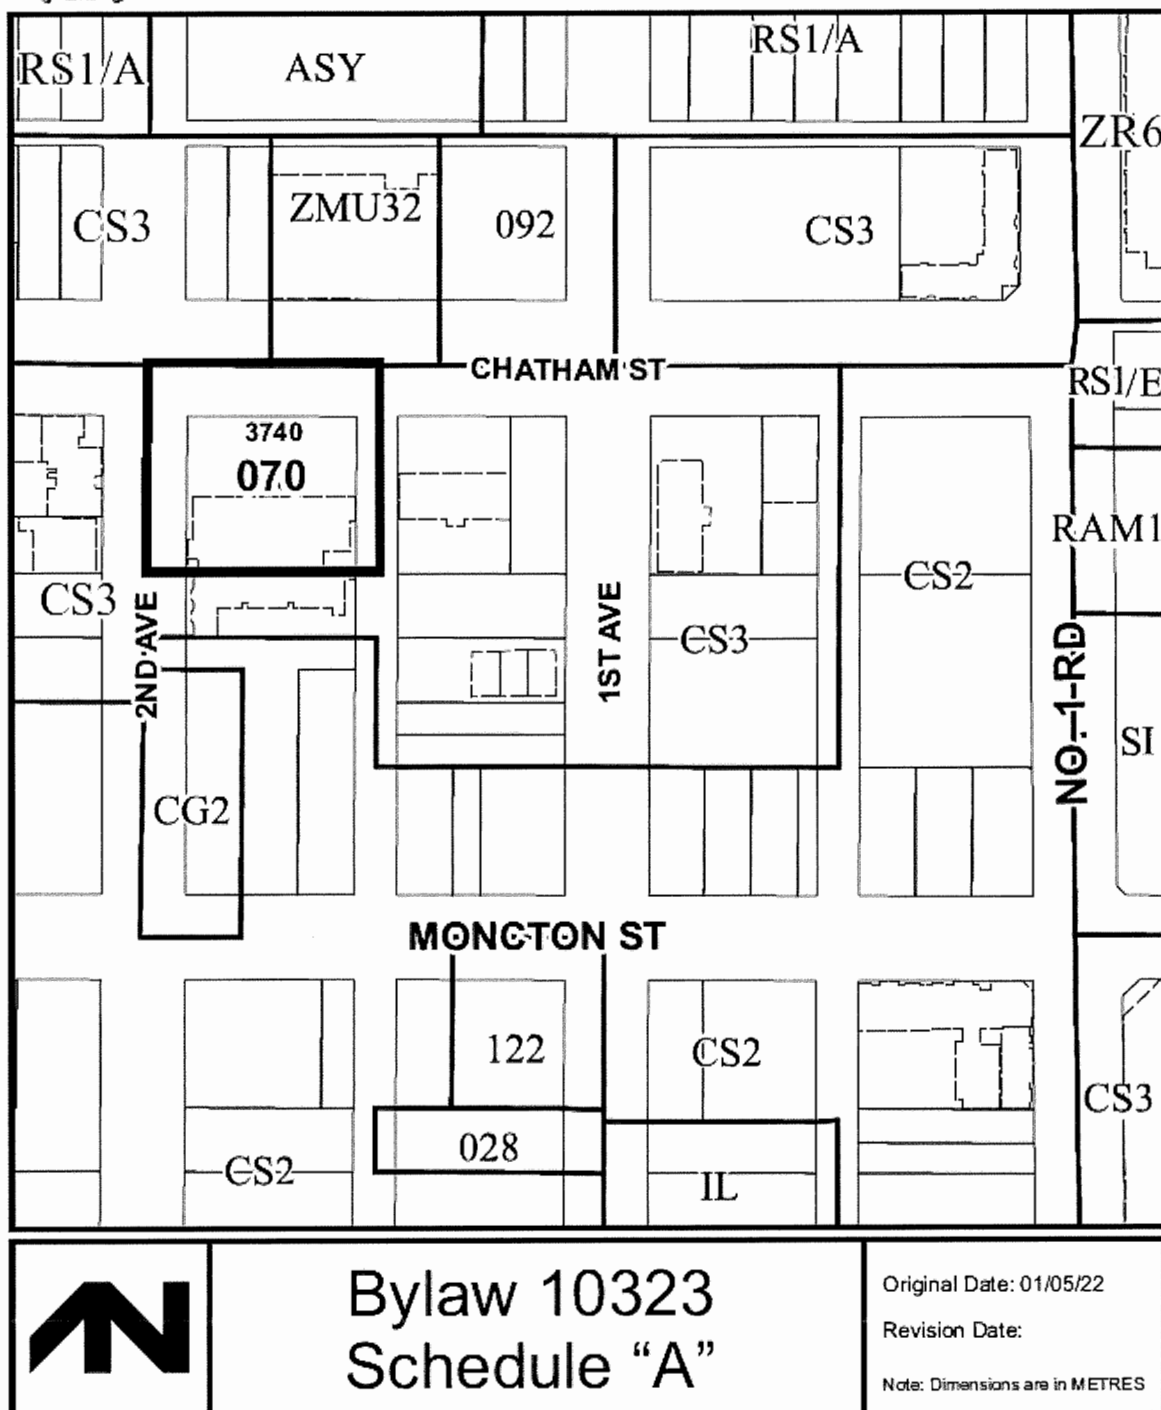 RS1/A
ASY
RS1/A
ZR6
CS3
ZMU32
092
CS3
CHATHAM ST
RS1/E
3740
070
RAM1
CS2
CS3
2ND AVE
1ST AVE
CS3
NO. 1 RD
SI
CG2
MONCTON ST
122
CS2
CS3
028
CS2
IL
Bylaw 10323
Schedule “A”
Original Date: 01/05/22
Revision Date:
Note: Dimensions are in METRES